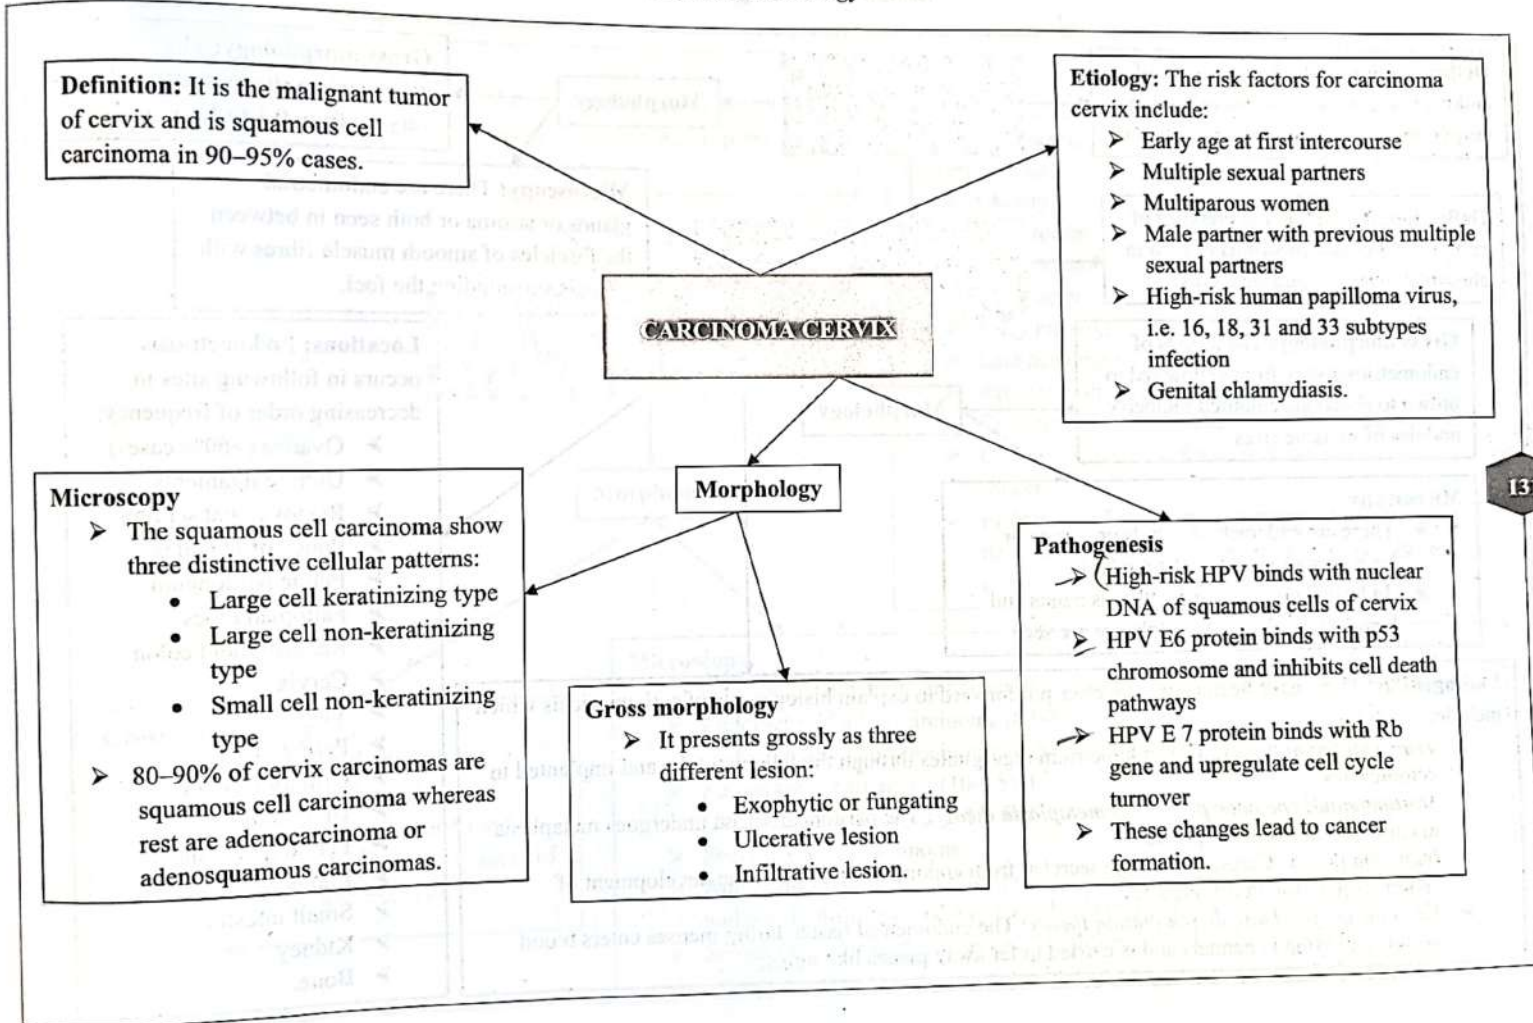 Definition: It is the malignant tumor
of cervix and is squamous cell
carcinoma in 90–95% cases.
Etiology: The risk factors for carcinoma
cervix include:
➢ Early age at first intercourse
➢ Multiple sexual partners
➢ Multiparous women
➢ Male partner with previous multiple
sexual partners
➢ High-risk human papilloma virus,
i.e. 16, 18, 31 and 33 subtypes
infection
➢ Genital chlamydiasis.
CARCINOMA CERVIX
Morphology
Microscopy
➢ The squamous cell carcinoma show
three distinctive cellular patterns:
• Large cell keratinizing type
• Large cell non-keratinizing
type
• Small cell non-keratinizing
type
➢ 80–90% of cervix carcinomas are
squamous cell carcinoma whereas
rest are adenocarcinoma or
adenosquamous carcinomas.
Gross morphology
➢ It presents grossly as three
different lesion:
• Exophytic or fungating
• Ulcerative lesion
• Infiltrative lesion.
Pathogenesis
➢ High-risk HPV binds with nuclear
DNA of squamous cells of cervix
➢ HPV E6 protein binds with p53
chromosome and inhibits cell death
pathways
➢ HPV E 7 protein binds with Rb
gene and upregulate cell cycle
turnover
➢ These changes lead to cancer
formation.